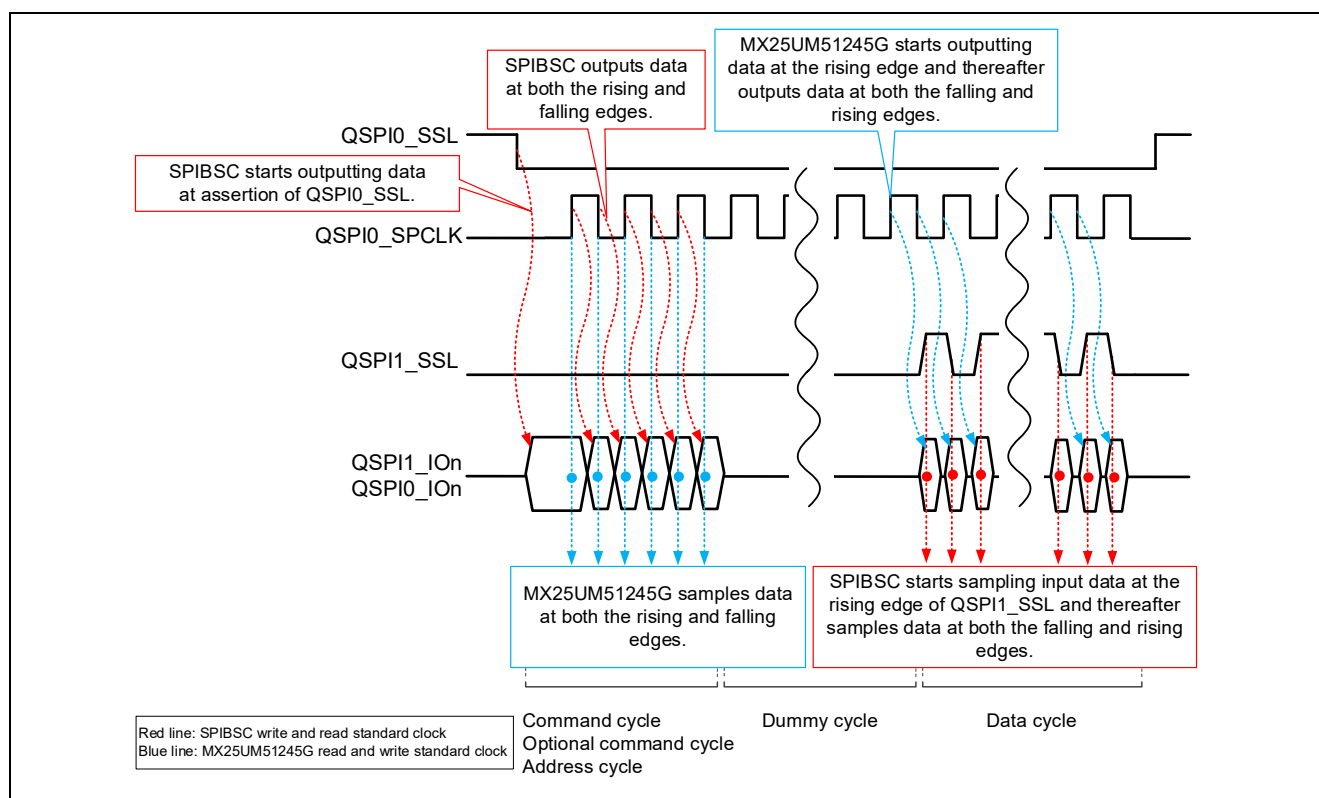 MX25UM51245G starts outputting
data at the rising edge and thereafter
outputs data at both the falling and
rising edges.
SPIBSC outputs data
at both the rising and
falling edges.
QSPI0_SSL
SPIBSC starts outputting data
at assertion of QSPI0_SSL.
QSPI0_SPCLK
QSPI1_SSL
QSPI1_IOn
QSPI0_IOn
MX25UM51245G samples data
at both the rising and falling
edges.
SPIBSC starts sampling input data at the
rising edge of QSPI1_SSL and thereafter
samples data at both the falling and rising
edges.
Command cycle
Optional command cycle
Address cycle
Dummy cycle
Data cycle
Red line: SPIBSC write and read standard clock
Blue line: MX25UM51245G read and write standard clock